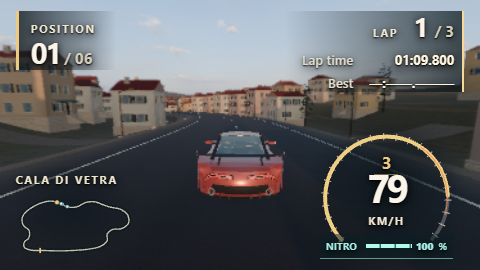 POSITION
01 / 06
LAP 1 / 3
Lap time 01:09.800
Best --:--.---
CALA DI VETRA
3
79
KM/H
NITRO 100 %